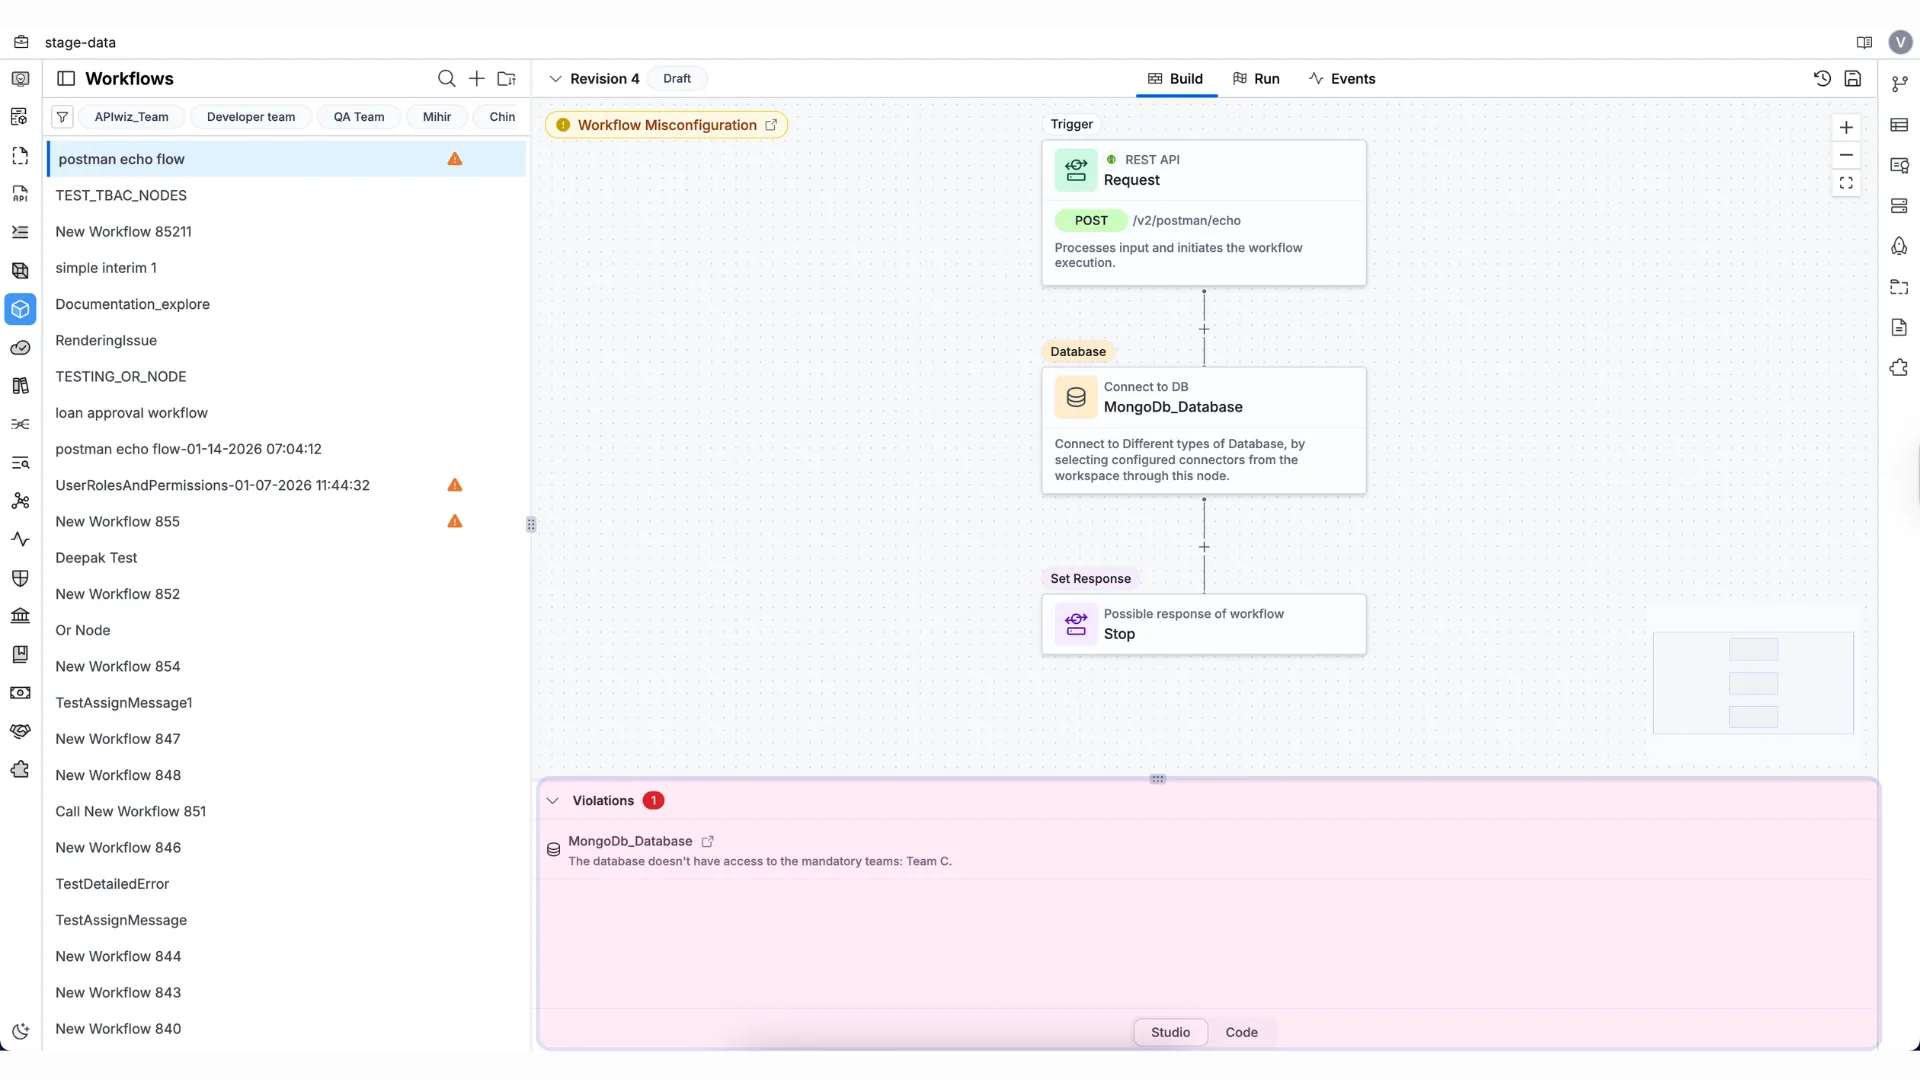 stage-data
V
Workflows
Revision 4
Draft
Build
Run
Events
APIwiz_Team
Developer team
QA Team
Mihir
Chin
Workflow Misconfiguration
postman echo flow
TEST_TBAC_NODES
New Workflow 85211
simple interim 1
Documentation_explore
RenderingIssue
TESTING_OR_NODE
loan approval workflow
postman echo flow-01-14-2026 07:04:12
UserRolesAndPermissions-01-07-2026 11:44:32
New Workflow 855
Deepak Test
New Workflow 852
Or Node
New Workflow 854
TestAssignMessage1
New Workflow 847
New Workflow 848
Call New Workflow 851
New Workflow 846
TestDetailedError
TestAssignMessage
New Workflow 844
New Workflow 843
New Workflow 840
Trigger
REST API
Request
POST /v2/postman/echo
Processes input and initiates the workflow
execution.
Database
Connect to DB
MongoDb_Database
Connect to Different types of Database, by
selecting configured connectors from the
workspace through this node.
Set Response
Possible response of workflow
Stop
Violations 1
MongoDb_Database
The database doesn't have access to the mandatory teams: Team C.
Studio
Code
API